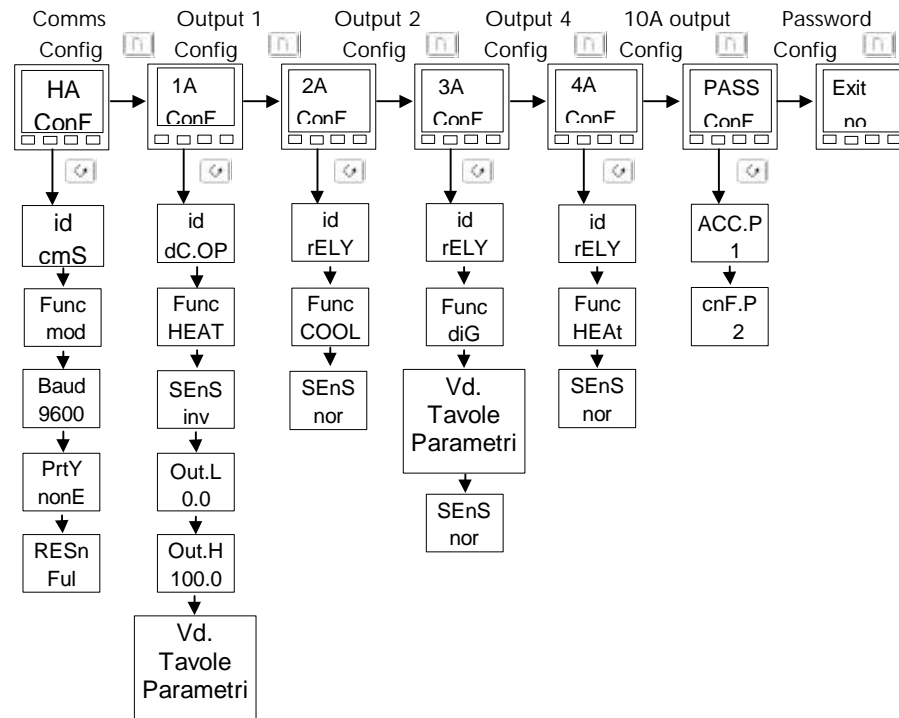 Comms Config
Output 1 Config
Output 2 Config
Output 4 Config
10A output Config
Password Config
HA
ConF
1A
ConF
2A
ConF
3A
ConF
4A
ConF
PASS
ConF
Exit
no
id
cmS
Func
mod
Baud
9600
PrtY
nonE
RESn
Ful
id
dC.OP
Func
HEAT
SEnS
inv
Out.L
0.0
Out.H
100.0
Vd.
Tavole
Parametri
id
rELY
Func
COOL
SEnS
nor
id
rELY
Func
diG
Vd.
Tavole
Parametri
SEnS
nor
id
rELY
Func
HEAt
SEnS
nor
ACC.P
1
cnF.P
2